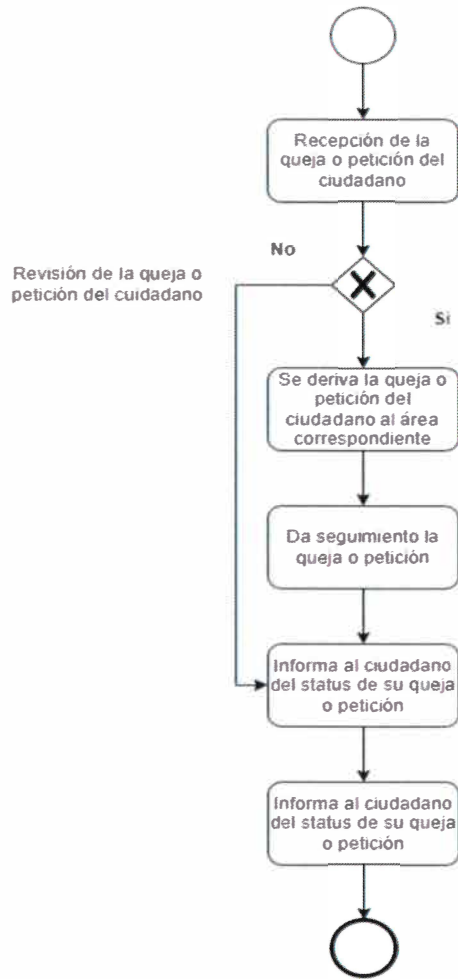 Recepción de la
queja o petición del
ciudadano
No
Revisión de la queja o
petición del cuidadano
Si
Se deriva la queja o
petición del
ciudadano al área
correspondiente
Da seguimiento la
queja o petición
Informa al ciudadano
del status de su queja
o petición
Informa al ciudadano
del status de su queja
o petición